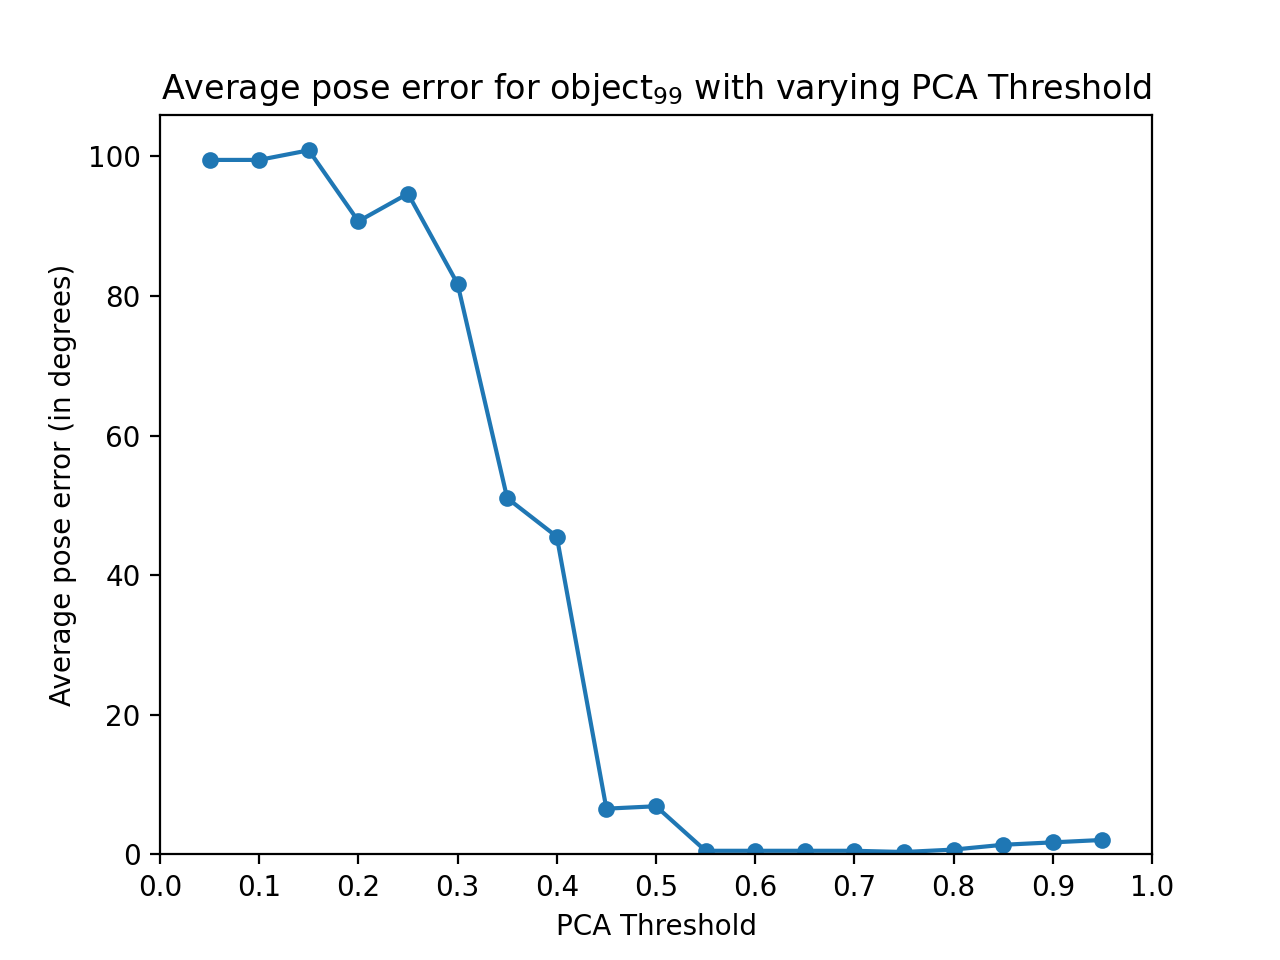 Average pose error for object₉₉ with varying PCA Threshold
100
80
60
40
20
0
Average pose error (in degrees)
0.0 0.1 0.2 0.3 0.4 0.5 0.6 0.7 0.8 0.9 1.0
PCA Threshold